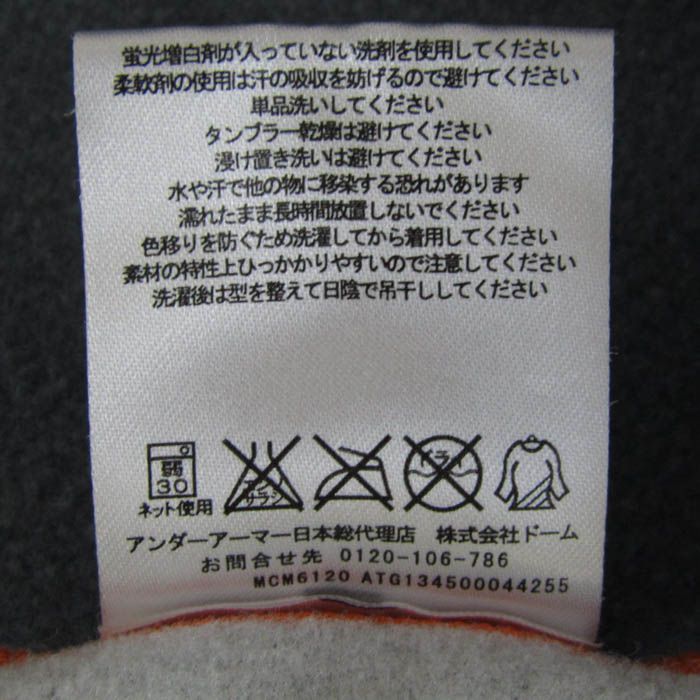 蛍光増白剤が入っていない洗剤を使用してください
柔軟剤の使用は汗の吸収を妨げるので避けてください
単品洗いしてください
タンブラー乾燥は避けてください
浸け置き洗いは避けてください
水や汗で他の物に移染する恐れがあります
濡れたまま長時間放置しないでください
色移りを防ぐため洗濯してから着用してください
素材の特性上ひっかかりやすいので注意してください
洗濯後は型を整えて日陰で吊干ししてください
弱
30
エンソ
サラシ
ドライ
ネット使用
アンダーアーマー日本総代理店 株式会社ドーム
お問合せ先 0120-106-786
MCM6120 ATG134500044255